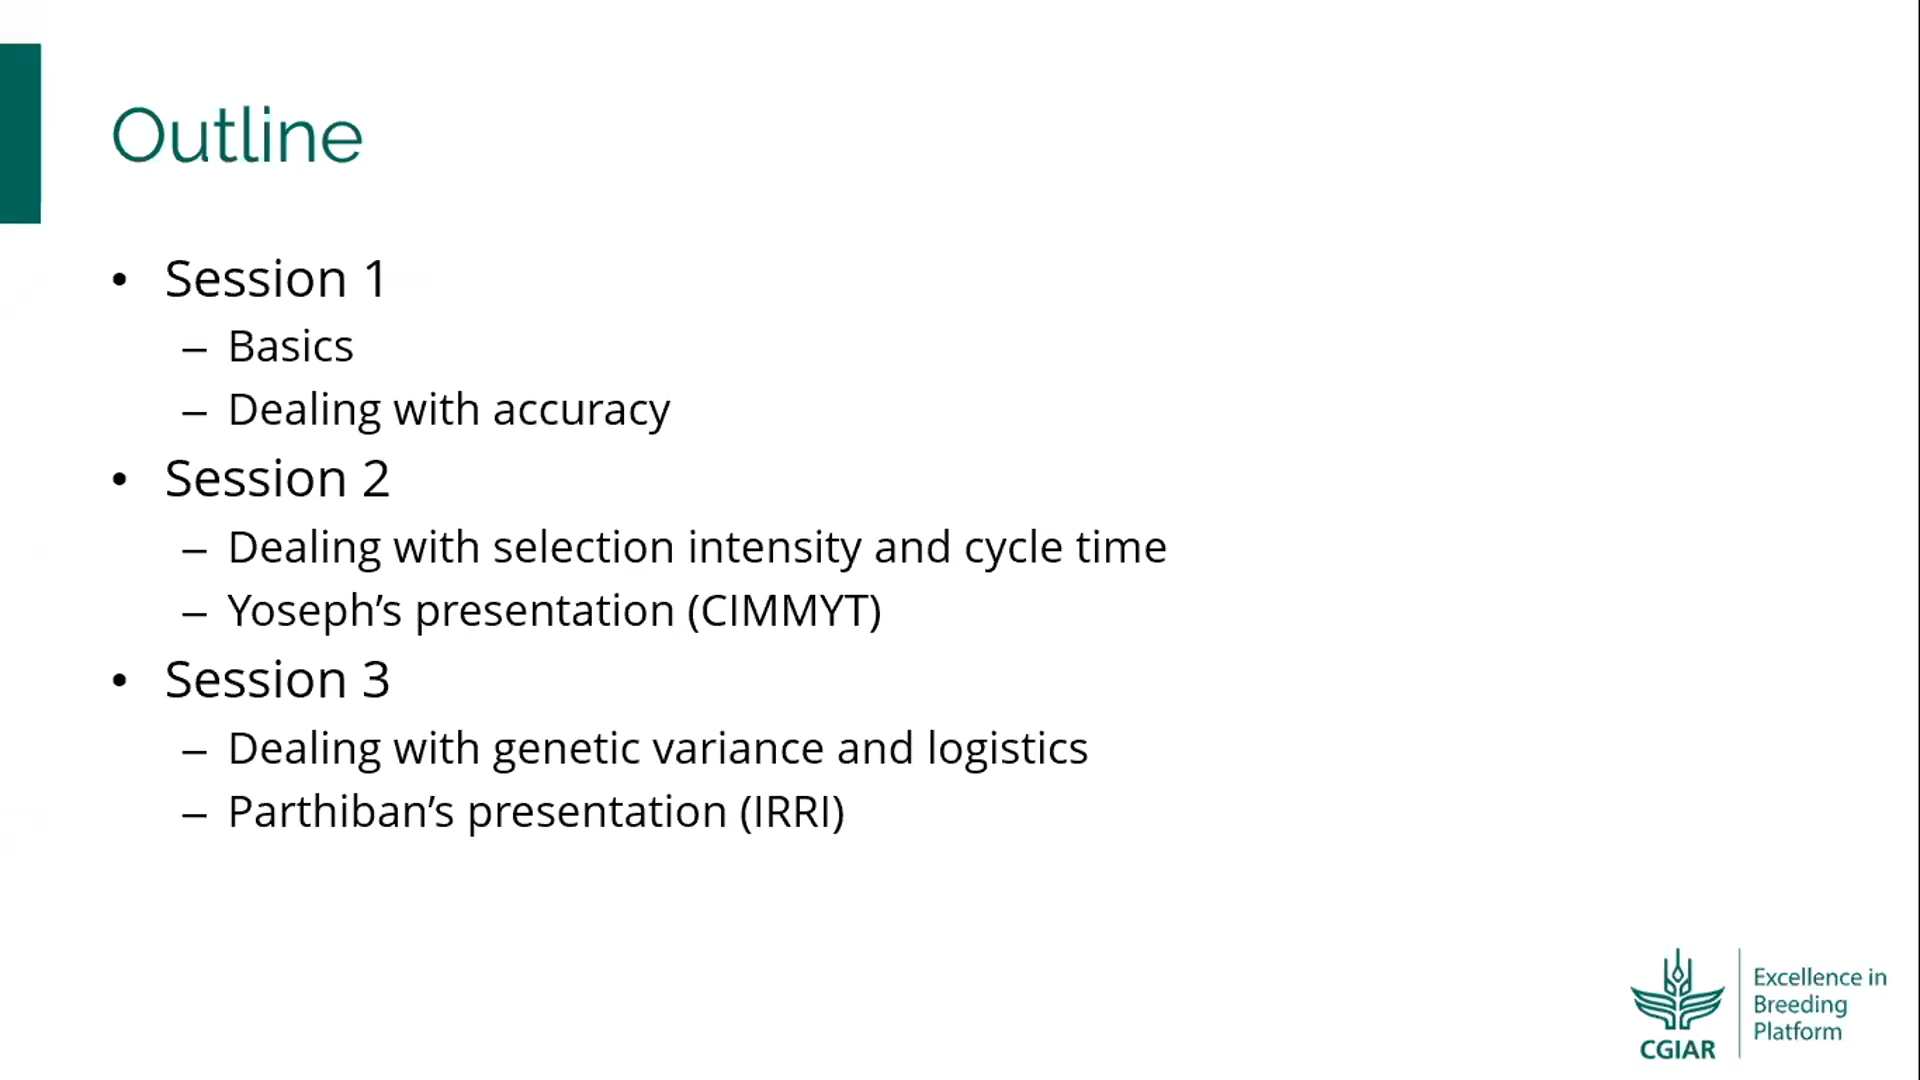 Outline
• Session 1
– Basics
– Dealing with accuracy
• Session 2
– Dealing with selection intensity and cycle time
– Yoseph’s presentation (CIMMYT)
• Session 3
– Dealing with genetic variance and logistics
– Parthiban’s presentation (IRRI)
CGIAR
Excellence in
Breeding
Platform